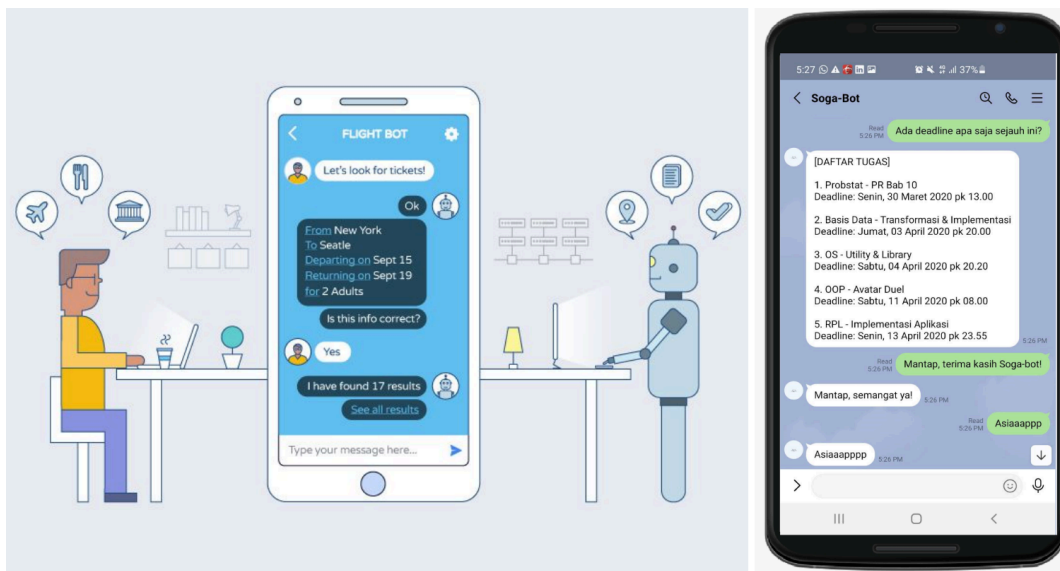 FLIGHT BOT
Let's look for tickets!
Ok
From New York
To Seatle
Departing on Sept 15
Returning on Sept 19
for 2 Adults
Is this info correct?
Yes
I have found 17 results
See all results
Type your message here...
5:27
37%
Soga-Bot
Read
5:26 PM
Ada deadline apa saja sejauh ini?
[DAFTAR TUGAS]
1. Probstat - PR Bab 10
Deadline: Senin, 30 Maret 2020 pk 13.00
2. Basis Data - Transformasi & Implementasi
Deadline: Jumat, 03 April 2020 pk 20.00
3. OS - Utility & Library
Deadline: Sabtu, 04 April 2020 pk 20.20
4. OOP - Avatar Duel
Deadline: Sabtu, 11 April 2020 pk 08.00
5. RPL - Implementasi Aplikasi
Deadline: Senin, 13 April 2020 pk 23.55
5:26 PM
Read
5:26 PM
Mantap, terima kasih Soga-bot!
Mantap, semangat ya!
5:26 PM
Read
5:26 PM
Asiaaappp
Asiaaapppp
5:26 PM